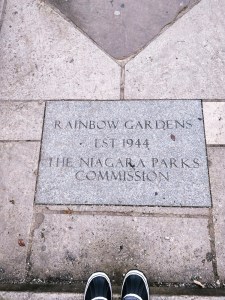 RAINBOW GARDENS
EST 1944
THE NIAGARA PARKS
COMMISSION